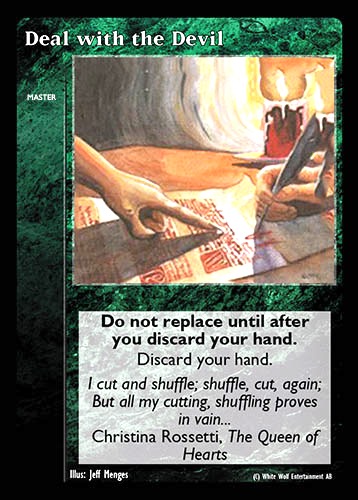 Deal with the Devil
MASTER
Do not replace until after
you discard your hand.
Discard your hand.
I cut and shuffle; shuffle, cut, again;
But all my cutting, shuffling proves
in vain...
Christina Rossetti, The Queen of
Hearts
Illus: Jeff Menges
(C) White Wolf Entertainment AB